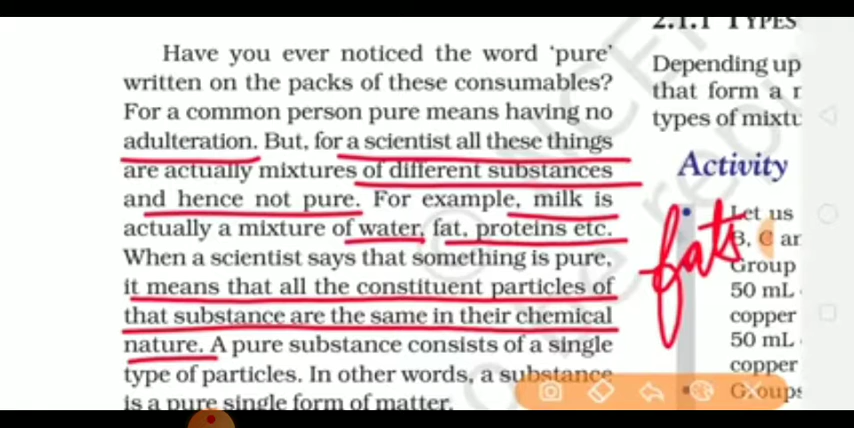 Have you ever noticed the word 'pure'
written on the packs of these consumables?
For a common person pure means having no
adulteration. But, for a scientist all these things
are actually mixtures of different substances
and hence not pure. For example, milk is
actually a mixture of water, fat, proteins etc.
When a scientist says that something is pure,
it means that all the constituent particles of
that substance are the same in their chemical
nature. A pure substance consists of a single
type of particles. In other words, a substance
is a pure single form of matter.
2.1.1 TYPES
Depending up
that form a
types of mixtu
Activity
fats
Let us
B, C ar
Group
50 mL
copper
50 mL
copper
Groups